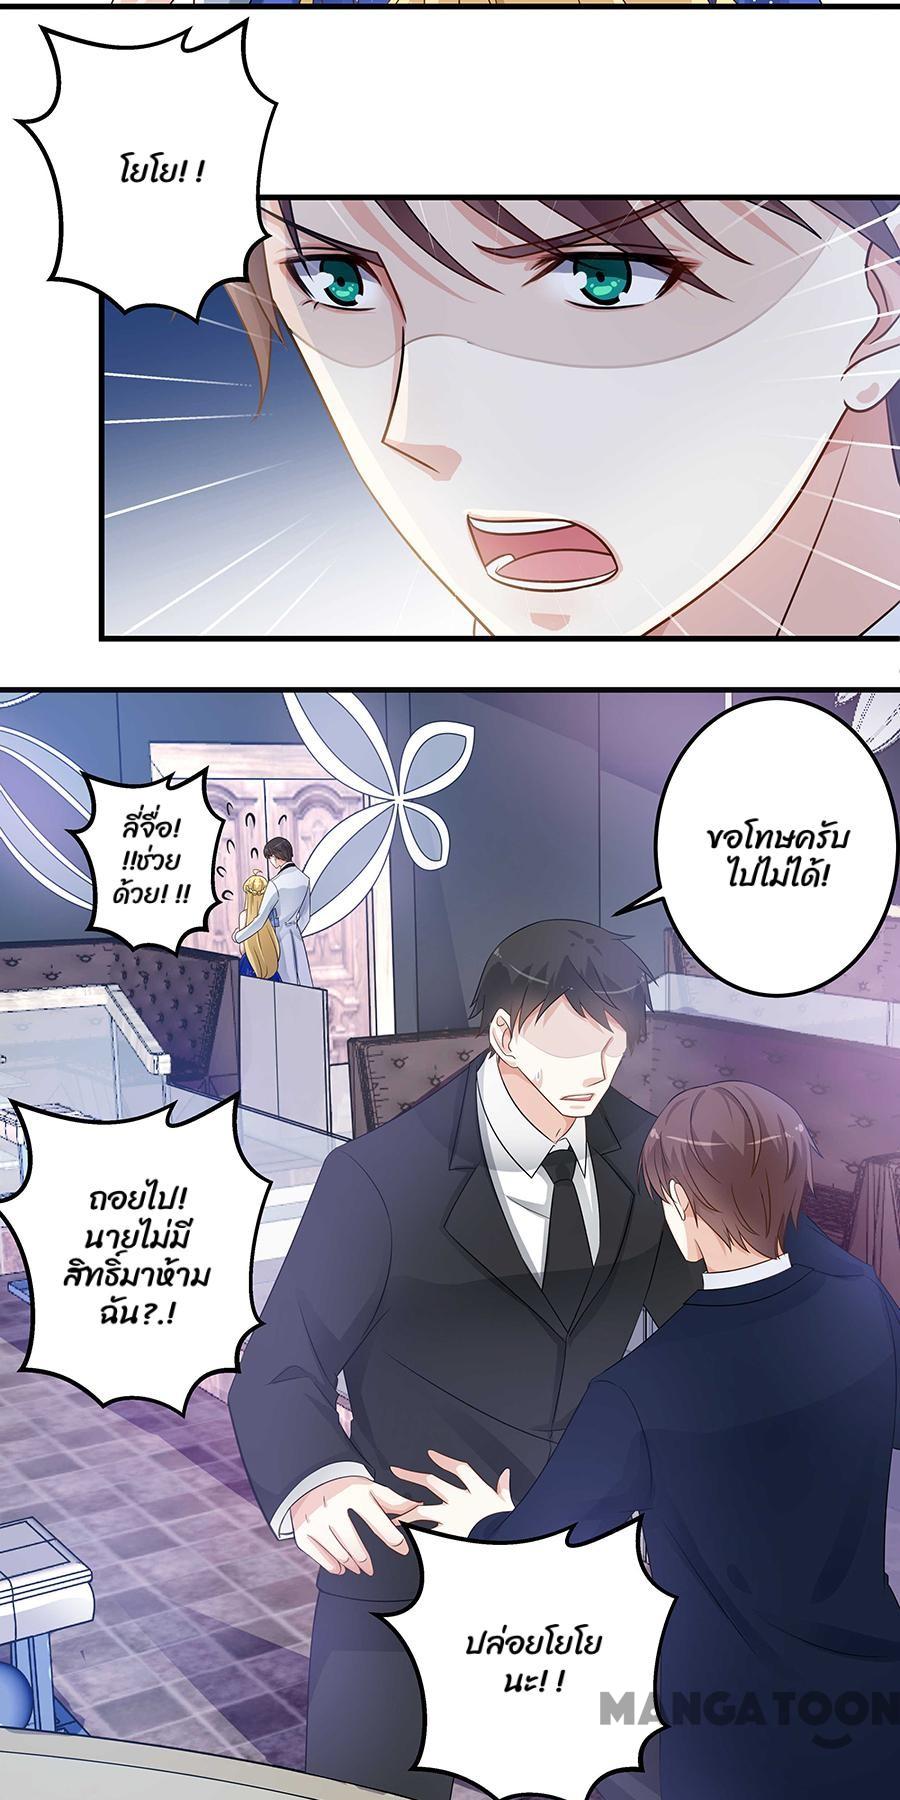 โยโย!!
ลี่จื่อ!
!!ช่วย
ด้วย!!!
ขอโทษครับ
ไปไม่ได้!
ถอยไป!
นายไม่มี
สิทธิ์มาห้าม
ฉัน?.!
ปล่อยโยโย
นะ!!
MANGATOON